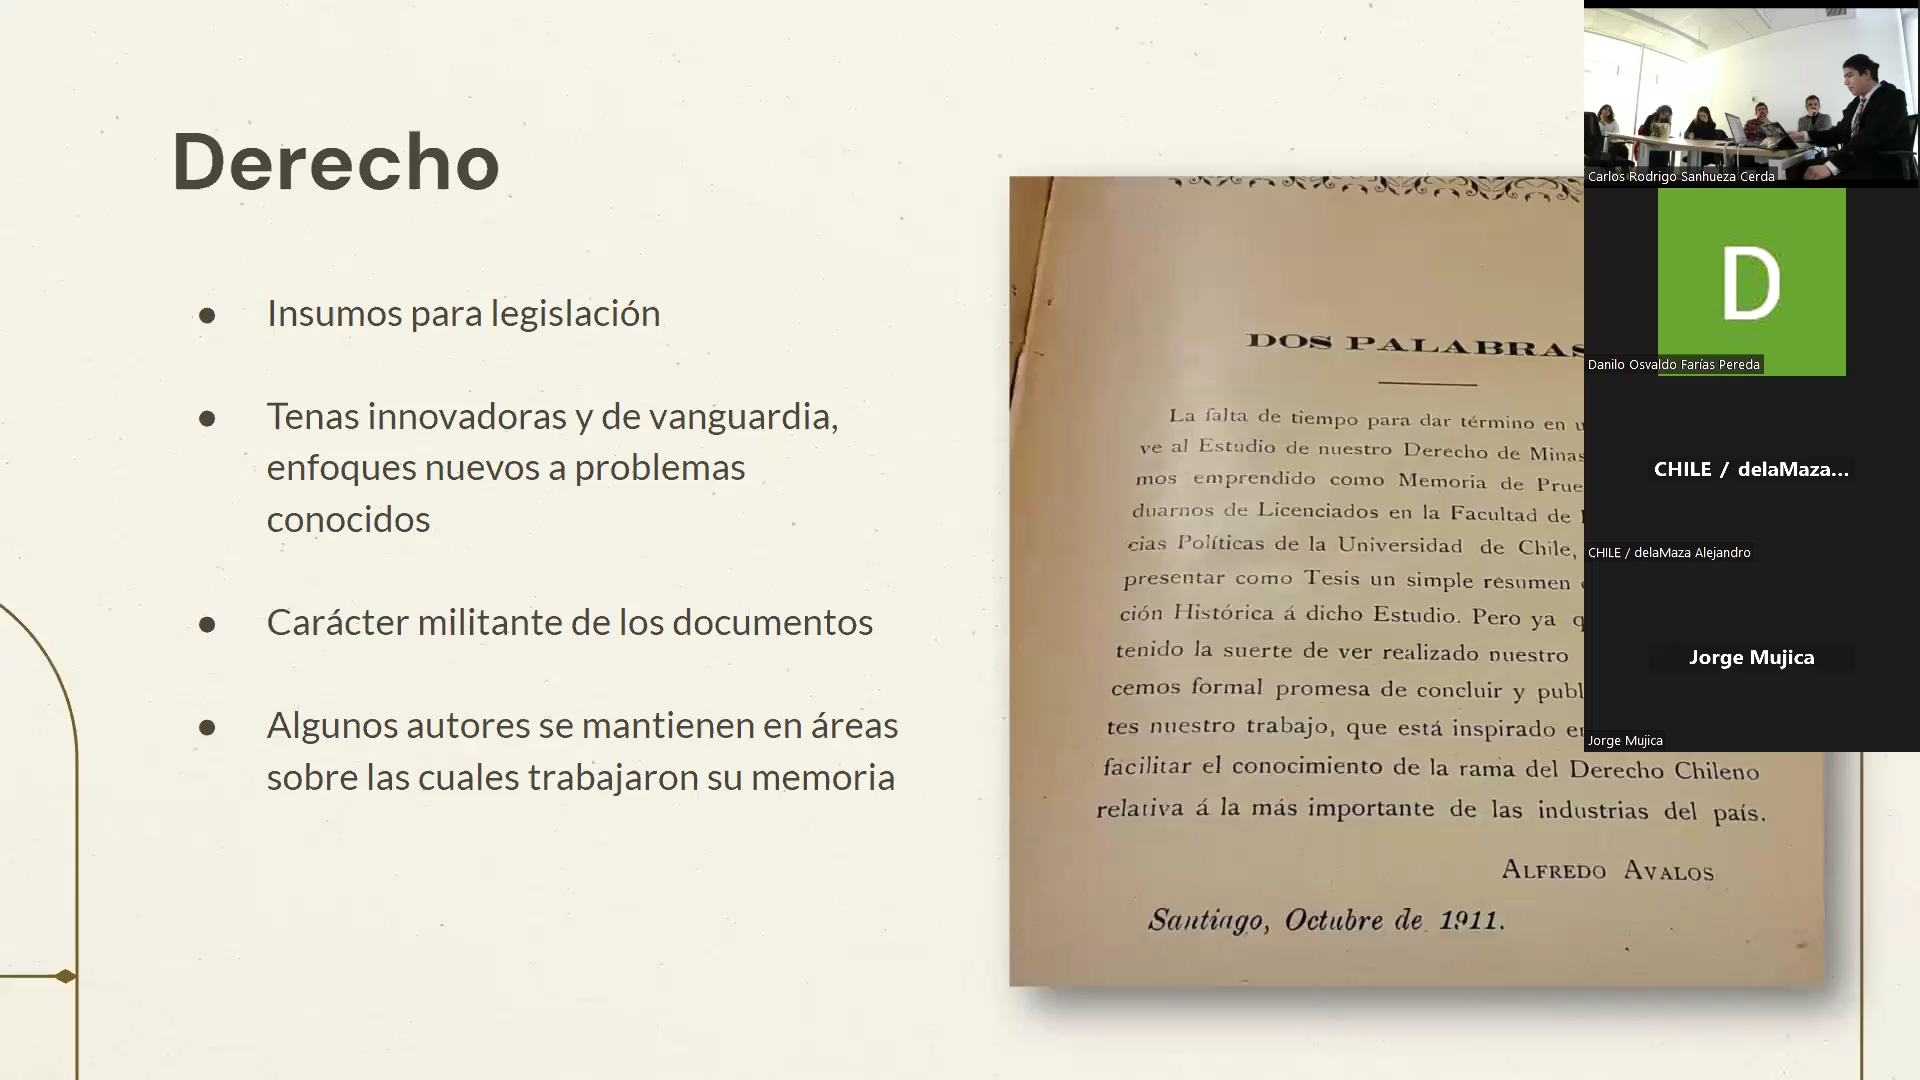 Derecho
Insumos para legislación
Tenas innovadoras y de vanguardia,
enfoques nuevos a problemas
conocidos
Carácter militante de los documentos
Algunos autores se mantienen en áreas
sobre las cuales trabajaron su memoria
DOS PALABRAS
La falta de tiempo para dar término en
ve al Estudio de nuestro Derecho de Minas
mos emprendido como Memoria de Prue
duarnos de Licenciados en la Facultad de
cias Políticas de la Universidad de Chile,
presentar como Tesis un simple resumen
ción Histórica á dicho Estudio. Pero ya q
tenido la suerte de ver realizado nuestro
cemos formal promesa de concluir y publ
tes nuestro trabajo, que está inspirado
facilitar el conocimiento de la rama del Derecho Chileno
relativa á la más importante de las industrias del país.
ALFREDO AVALOS
Santiago, Octubre de 1911.
Carlos Rodrigo Sanhueza Cerda
D
Danilo Osvaldo Farías Pereda
CHILE / delaMaza...
CHILE / delaMaza Alejandro
Jorge Mujica
Jorge Mujica